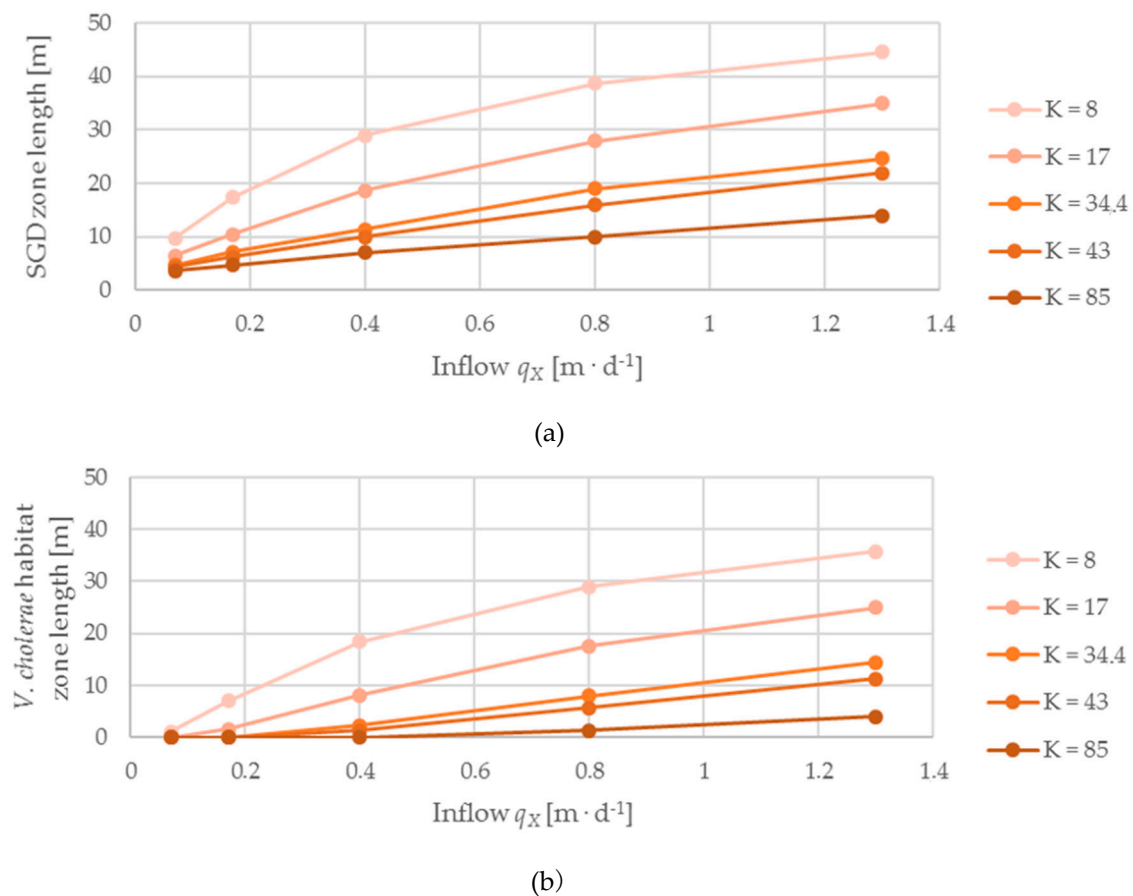 50
40
30
20
10
0
SGD zone length [m]
0
0.2
0.4
0.6
0.8
1
1.2
1.4
Inflow qX [m · d-1]
K = 8
K = 17
K = 34.4
K = 43
K = 85
(a)
50
40
30
20
10
0
V. cholerae habitat
zone length [m]
0
0.2
0.4
0.6
0.8
1
1.2
1.4
Inflow qX [m · d-1]
K = 8
K = 17
K = 34.4
K = 43
K = 85
(b)